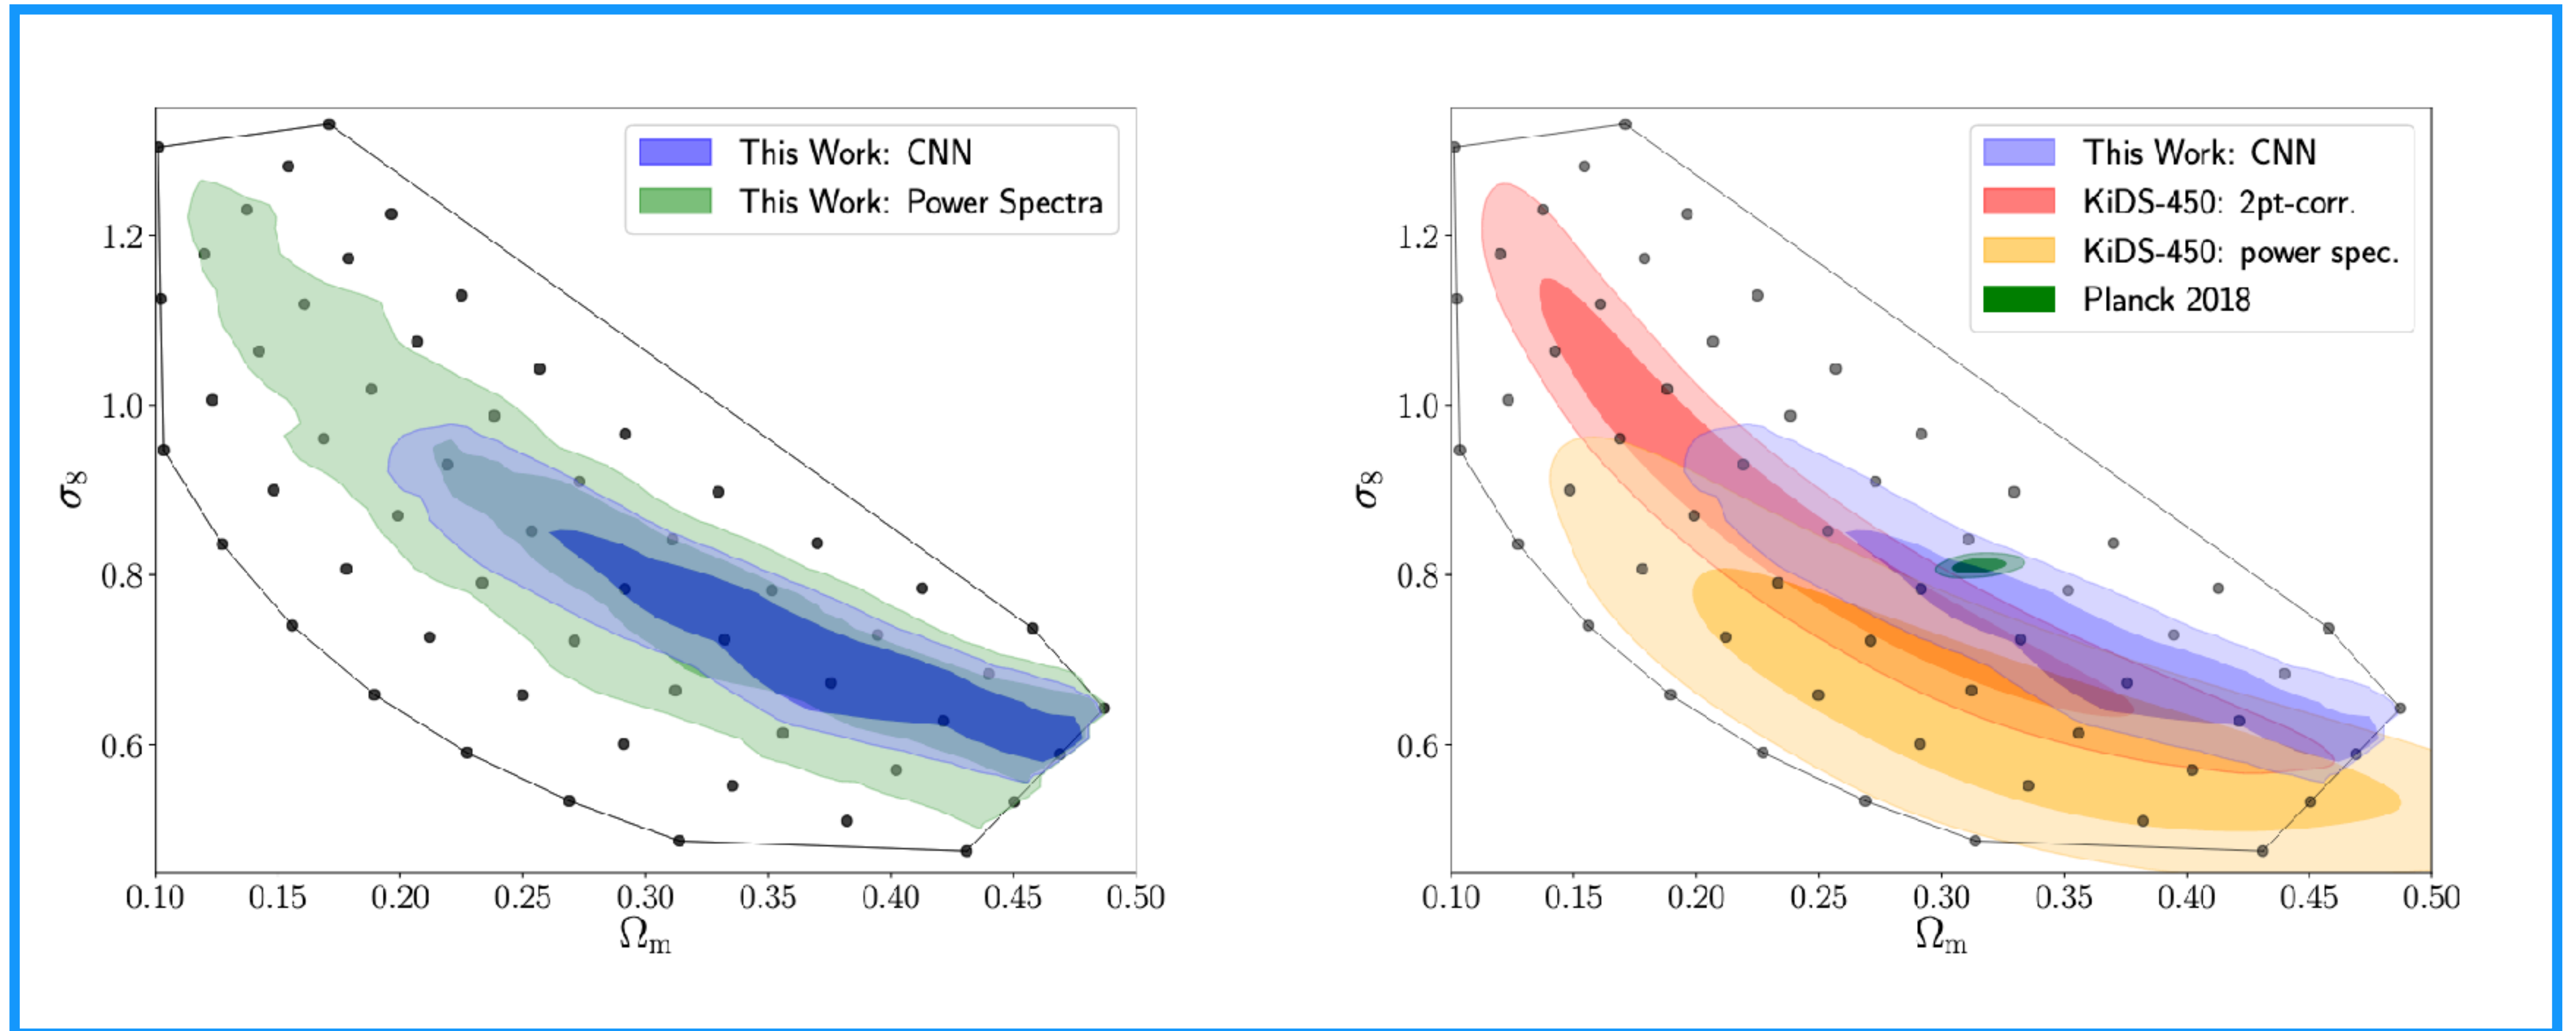 This Work: CNN
This Work: Power Spectra
1.2
1.0
0.8
0.6
σ₈
0.10 0.15 0.20 0.25 0.30 0.35 0.40 0.45 0.50
Ωₘ
This Work: CNN
KiDS-450: 2pt-corr.
KiDS-450: power spec.
Planck 2018
1.2
1.0
0.8
0.6
σ₈
0.10 0.15 0.20 0.25 0.30 0.35 0.40 0.45 0.50
Ωₘ